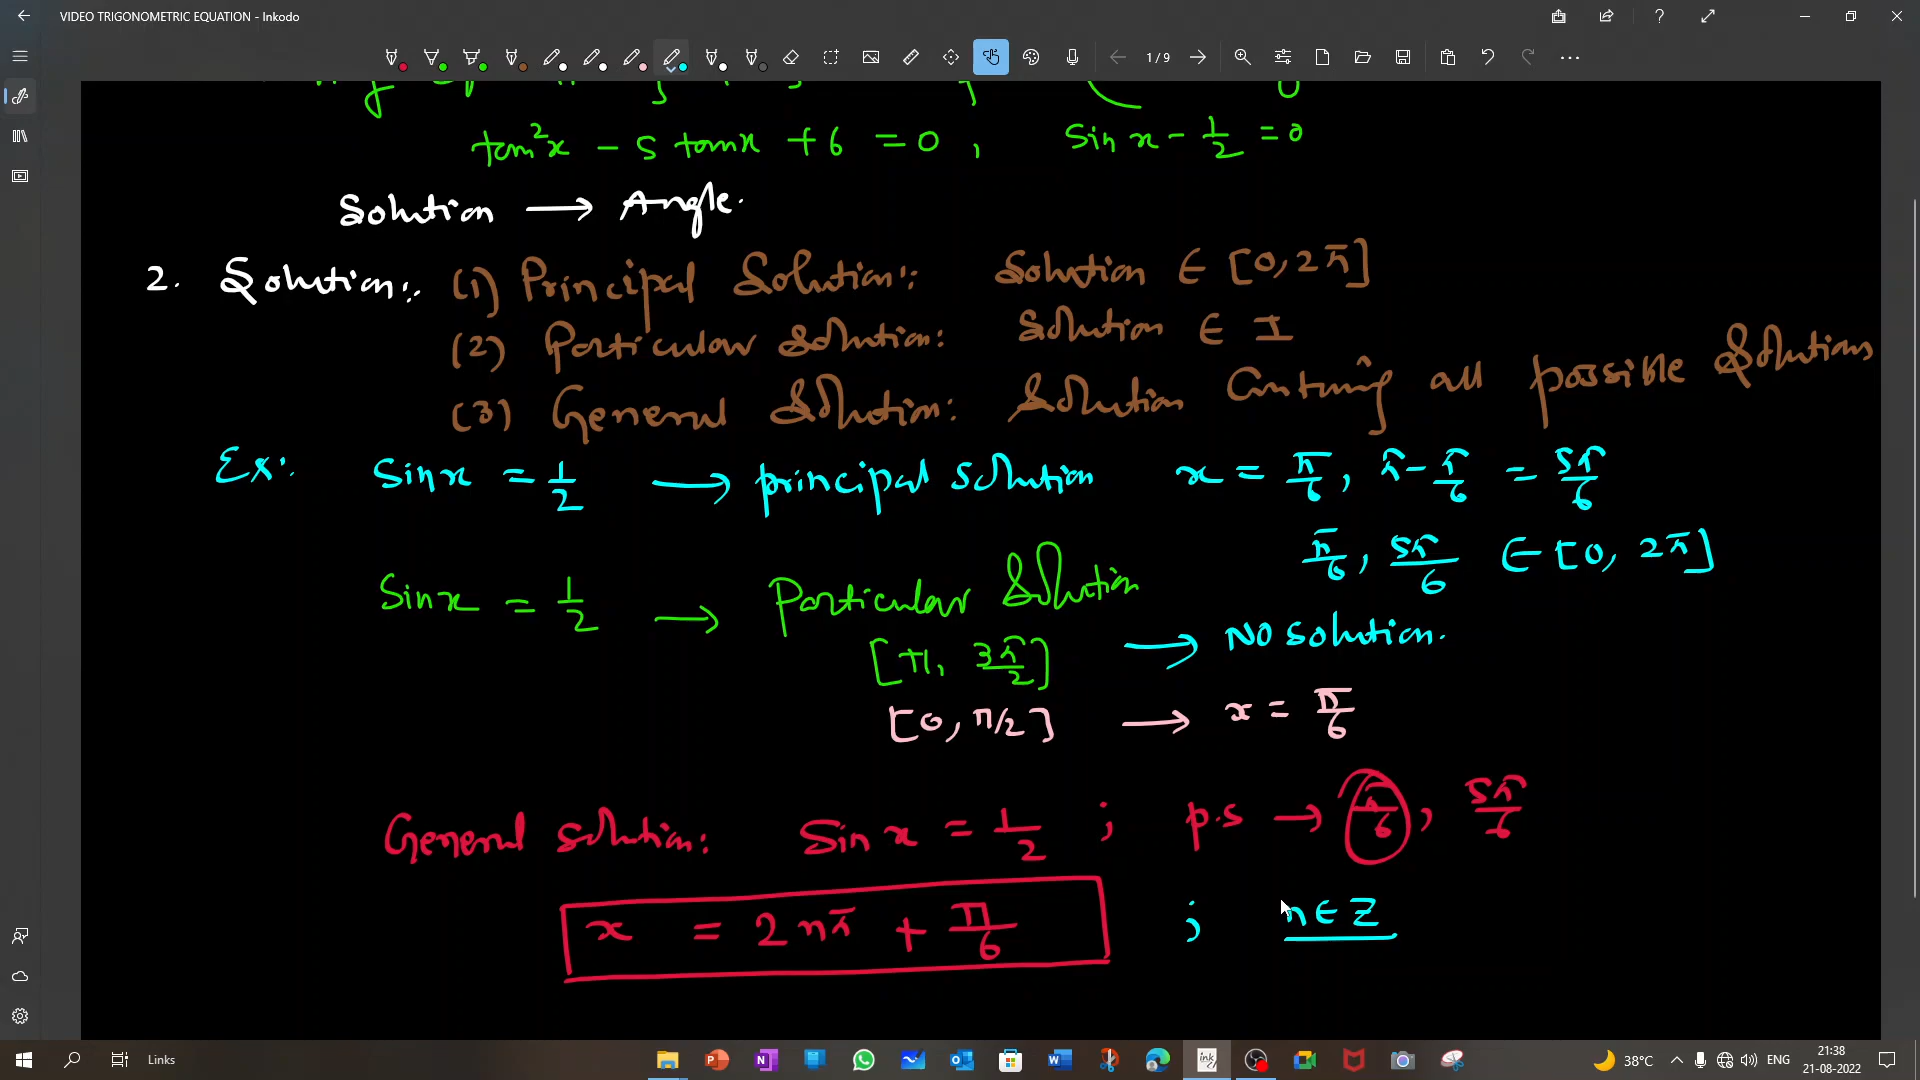 VIDEO TRIGONOMETRIC EQUATION - Inkodo
1 / 9
tan²x - 5 tanx + 6 = 0 , Sin x - 1/2 = 0
Solution → Angle.
2. Solution:. (1) Principal Solution:. Solution ∈ [0, 2π]
(2) Particular Solution: Solution ∈ I
(3) General Solution: Solution all possible Solutions
Ex:. Sinx = 1/2 → principal solution x = π/6, π - π/6 = 5π/6
π/6, 5π/6 ∈ [0, 2π]
Sinx = 1/2 → Particular Solution
[π, 3π/2] → NO solution.
[0, π/2] → x = π/6
General solution: Sin x = 1/2 ; p.s → π/6, 5π/6
x = 2nπ + π/6 ; n ∈ Z
Links
38°C
ENG
21:38
21-08-2022